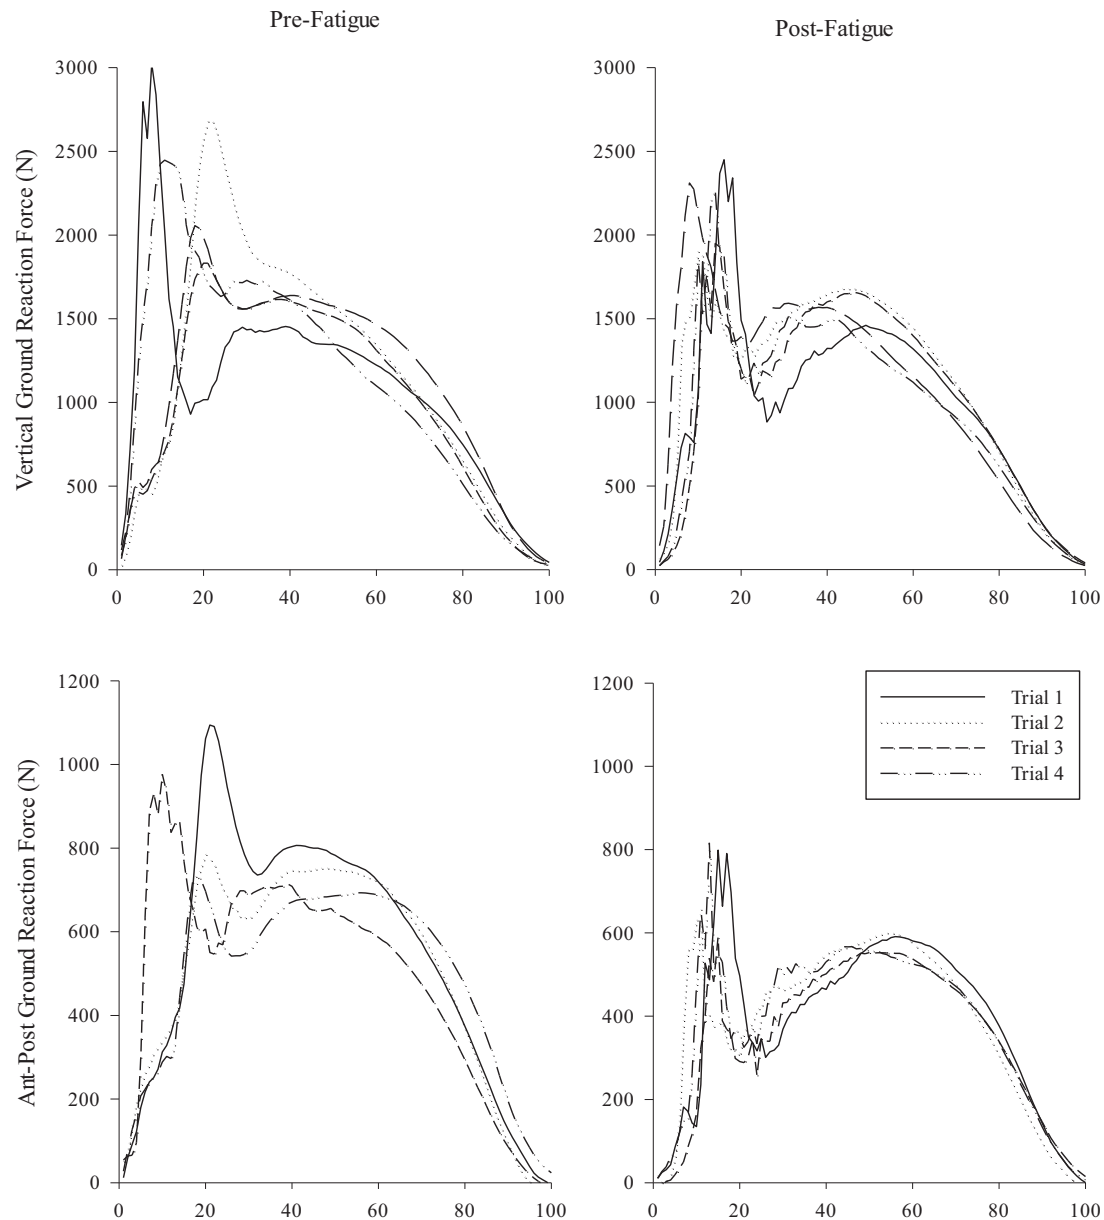 Pre-Fatigue
Post-Fatigue
Vertical Ground Reaction Force (N)
3000
2500
2000
1500
1000
500
0
0 20 40 60 80 100
3000
2500
2000
1500
1000
500
0
0 20 40 60 80 100
Ant-Post Ground Reaction Force (N)
1200
1000
800
600
400
200
0
0 20 40 60 80 100
1200
1000
800
600
400
200
0
0 20 40 60 80 100
Trial 1
Trial 2
Trial 3
Trial 4